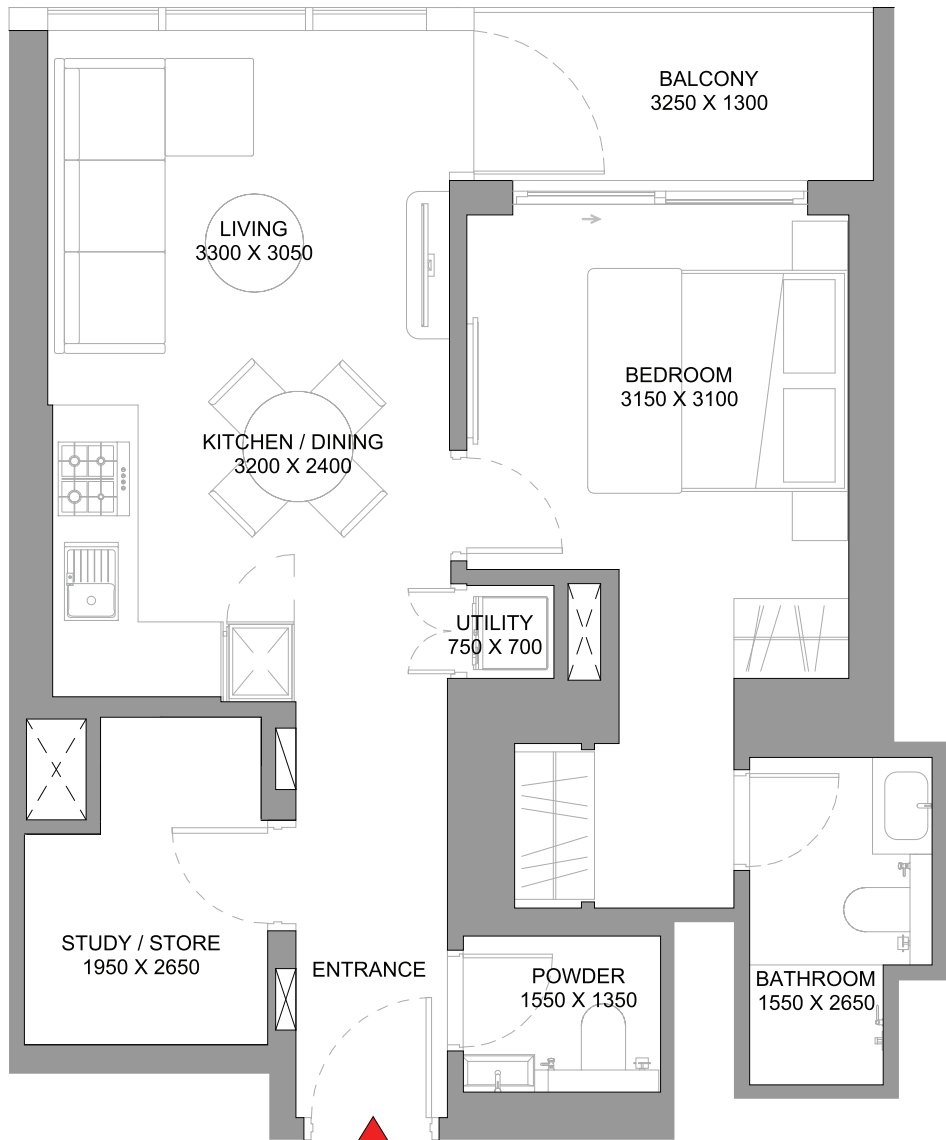 BALCONY
3250 X 1300
LIVING
3300 X 3050
BEDROOM
3150 X 3100
KITCHEN / DINING
3200 X 2400
UTILITY
750 X 700
STUDY / STORE
1950 X 2650
ENTRANCE
POWDER
1550 X 1350
BATHROOM
1550 X 2650